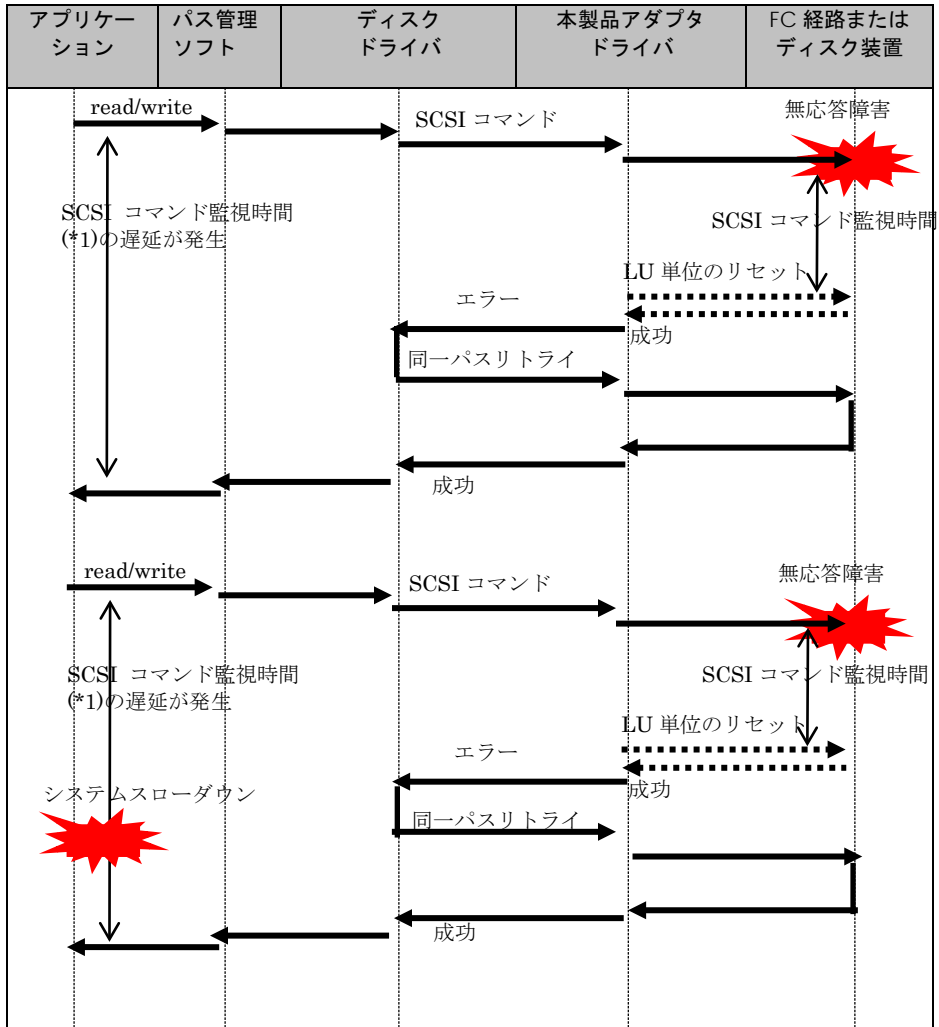 アプリケー
ション
パス管理
ソフト
ディスク
ドライバ
本製品アダプタ
ドライバ
FC 経路または
ディスク装置
read/write
SCSI コマンド
無応答障害
SCSI コマンド監視時間
(*1)の遅延が発生
SCSI コマンド監視時間
LU 単位のリセット
エラー
成功
同一パスリトライ
成功
read/write
SCSI コマンド
無応答障害
SCSI コマンド監視時間
(*1)の遅延が発生
SCSI コマンド監視時間
LU 単位のリセット
エラー
成功
システムスローダウン
同一パスリトライ
成功